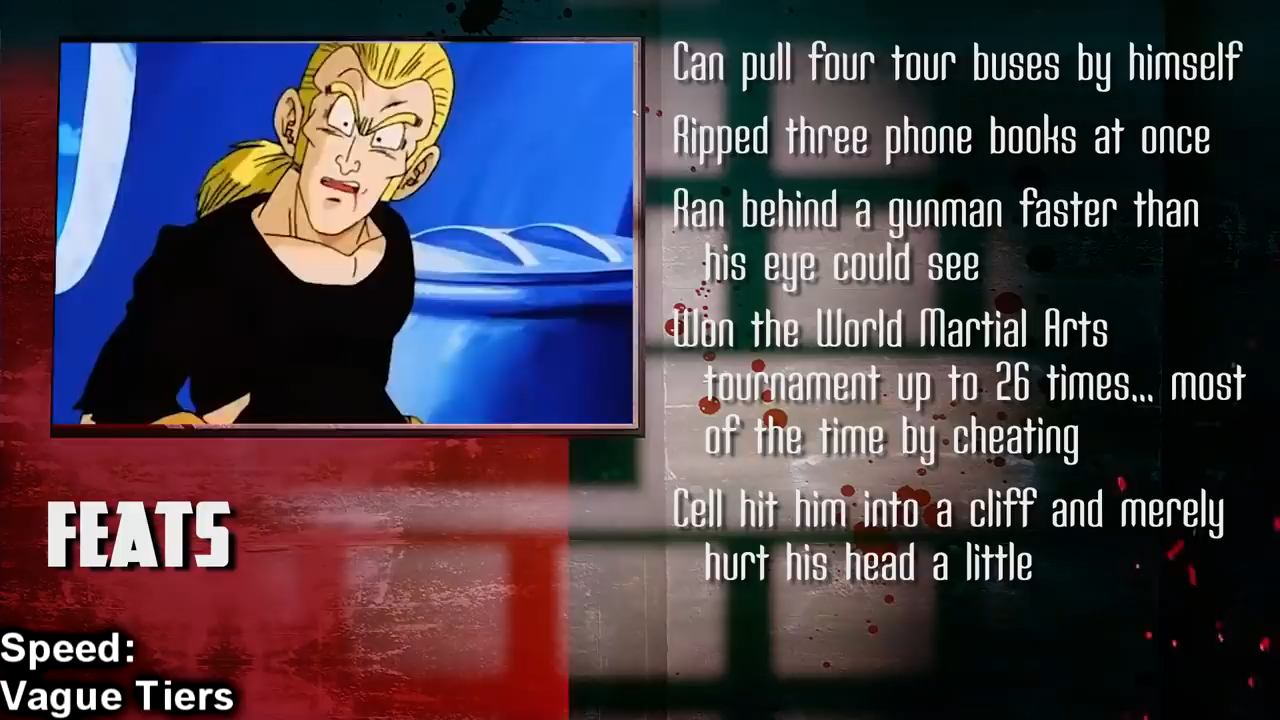 Can pull four tour buses by himself
Ripped three phone books at once
Ran behind a gunman faster than
his eye could see
Won the World Martial Arts
tournament up to 26 times... most
of the time by cheating
Cell hit him into a cliff and merely
hurt his head a little
FEATS
Speed:
Vague Tiers